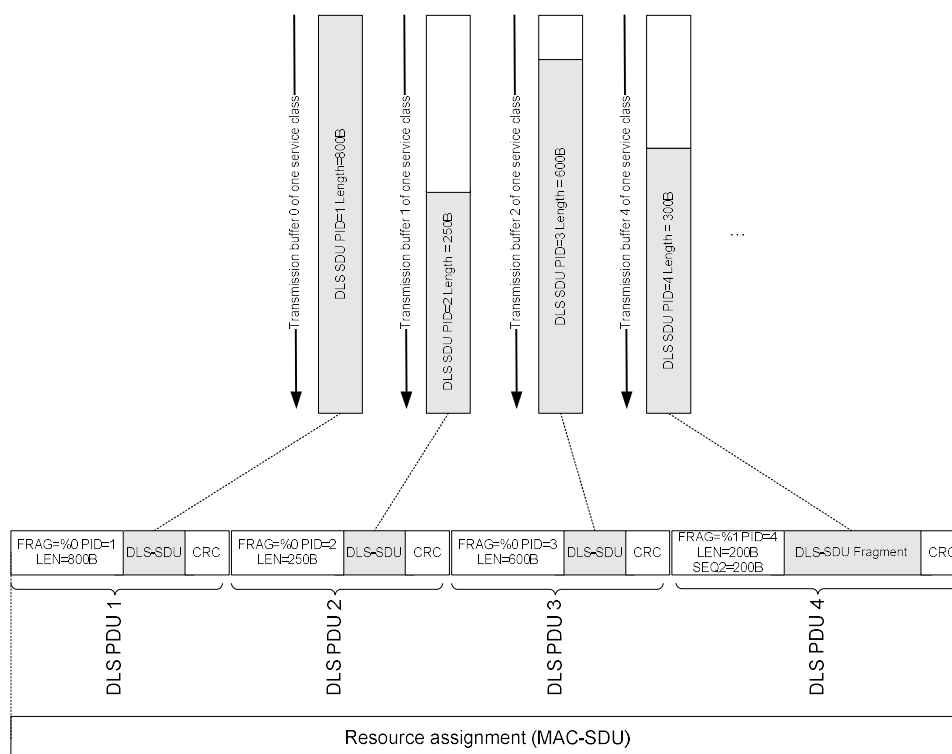 Transmission buffer 0 of one service class
DLS SDU PID=1 Length=800B
Transmission buffer 1 of one service class
DLS SDU PID=2 Length = 250B
Transmission buffer 2 of one service class
DLS SDU PID=3 Length = 600B
Transmission buffer 4 of one service class
DLS SDU PID=4 Length = 300B
...
FRAG=%0 PID=1
LEN=800B
DLS-SDU
CRC
FRAG=%0 PID=2
LEN=250B
DLS-SDU
CRC
FRAG=%0 PID=3
LEN=600B
DLS-SDU
CRC
FRAG=%1 PID=4
LEN=200B
SEQ2=200B
DLS-SDU Fragment
CRC
DLS PDU 1
DLS PDU 2
DLS PDU 3
DLS PDU 4
Resource assignment (MAC-SDU)